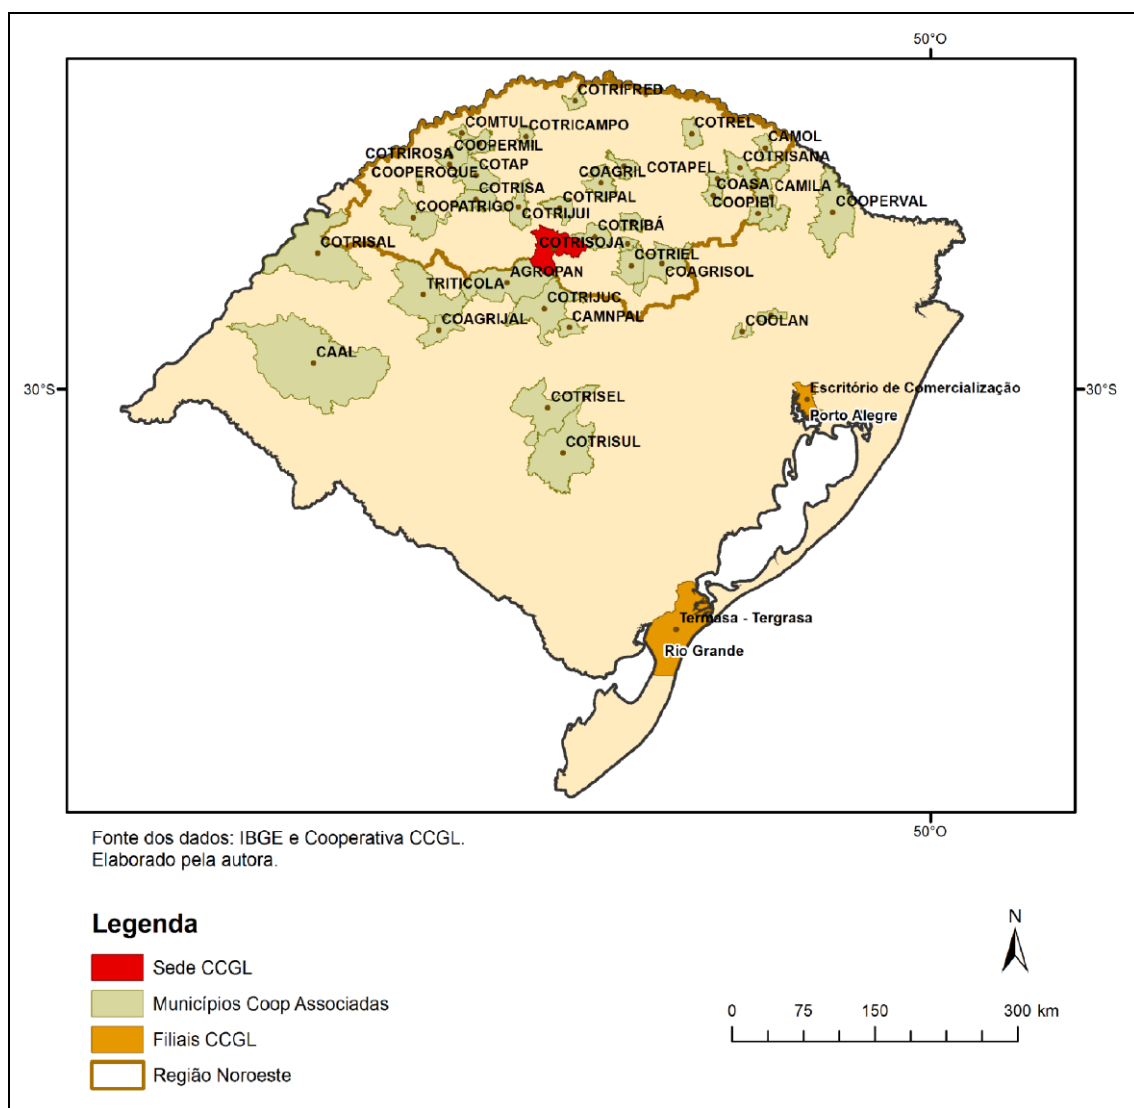 50°O
COTRIFRED
COMTUL
COTRICAMPO
COTREL
CAMOL
COOPERMIL
COTRIROSA
COTRISANA
COTAP
COAGRIL
COTAPEL
COOPEROQUE
COTRISA
COASA
CAMILA
COTRIPAL
COOPATRIGO
COTRIJUI
COOPIBI
COOPERVAL
COTRIBÁ
COTRISAL
COTRISOJA
COTRIEL
AGROPAN
COAGRISOL
TRITICOLA
COTRIJUC
COAGRIJAL
CAMNPAL
COOLAN
CAAL
30°S
30°S
Escritório de Comercialização
COTRISEL
Porto Alegre
COTRISUL
Termasa - Tergrasa
Rio Grande
50°O
Fonte dos dados: IBGE e Cooperativa CCGL.
Elaborado pela autora.
Legenda
Sede CCGL
Municípios Coop Associadas
Filiais CCGL
Região Noroeste
N
0 75 150 300 km